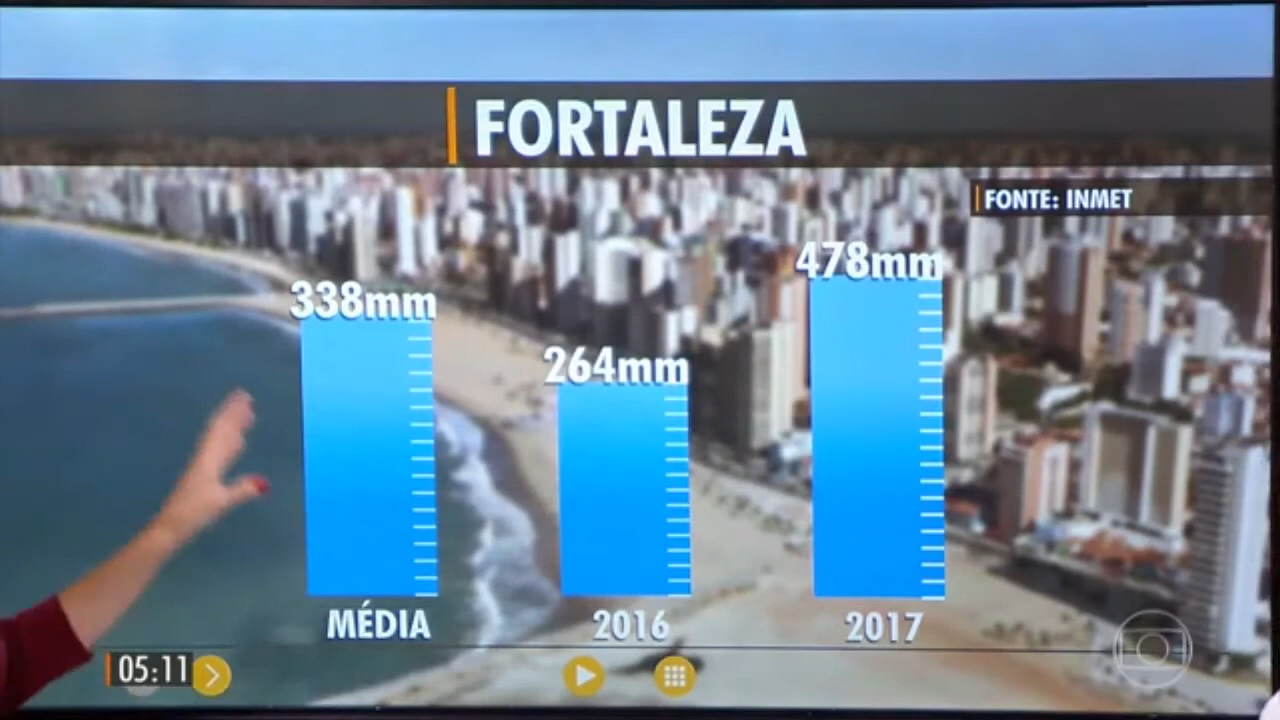 FORTALEZA
FONTE: INMET
478mm
338mm
264mm
MÉDIA
2016
2017
05:11